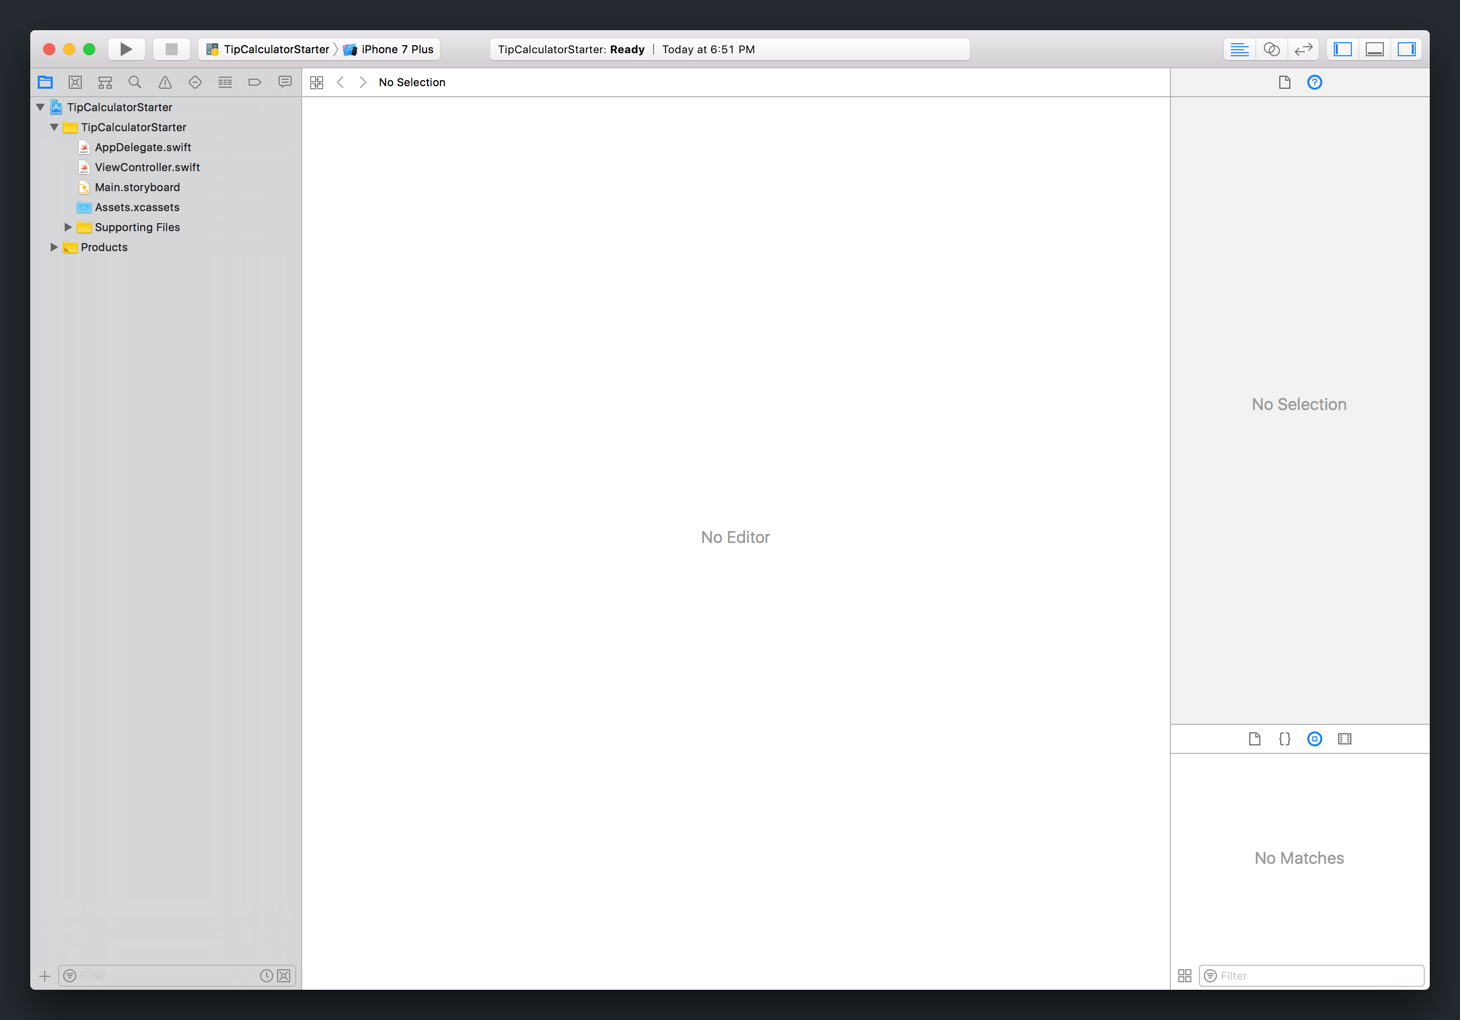 TipCalculatorStarter
iPhone 7 Plus
TipCalculatorStarter: Ready
Today at 6:51 PM
No Selection
TipCalculatorStarter
TipCalculatorStarter
AppDelegate.swift
ViewController.swift
Main.storyboard
Assets.xcassets
Supporting Files
Products
No Editor
No Selection
{}
No Matches
Filter
Filter